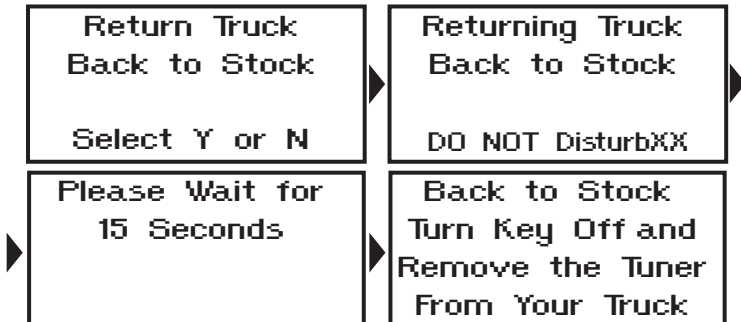 Return Truck
Back to Stock
Select Y or N
Returning Truck
Back to Stock
DO NOT DisturbXX
Please Wait for
15 Seconds
Back to Stock
Turn Key Off and
Remove the Tuner
From Your Truck